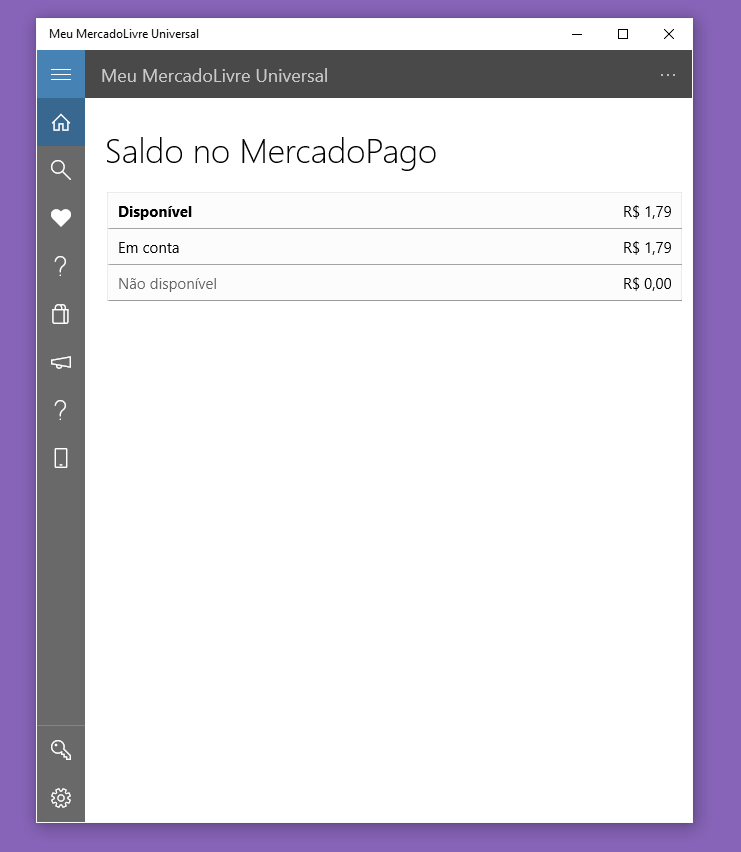 Meu MercadoLivre Universal
Meu MercadoLivre Universal
Saldo no MercadoPago
Disponível R$ 1,79
Em conta R$ 1,79
Não disponível R$ 0,00